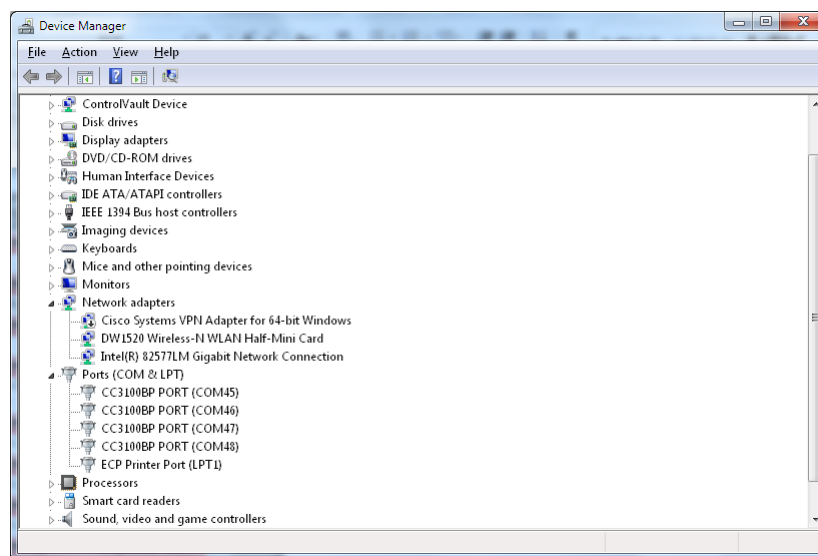 Device Manager
File Action View Help
ControlVault Device
Disk drives
Display adapters
DVD/CD-ROM drives
Human Interface Devices
IDE ATA/ATAPI controllers
IEEE 1394 Bus host controllers
Imaging devices
Keyboards
Mice and other pointing devices
Monitors
Network adapters
Cisco Systems VPN Adapter for 64-bit Windows
DW1520 Wireless-N WLAN Half-Mini Card
Intel(R) 82577LM Gigabit Network Connection
Ports (COM & LPT)
CC3100BP PORT (COM45)
CC3100BP PORT (COM46)
CC3100BP PORT (COM47)
CC3100BP PORT (COM48)
ECP Printer Port (LPT1)
Processors
Smart card readers
Sound, video and game controllers